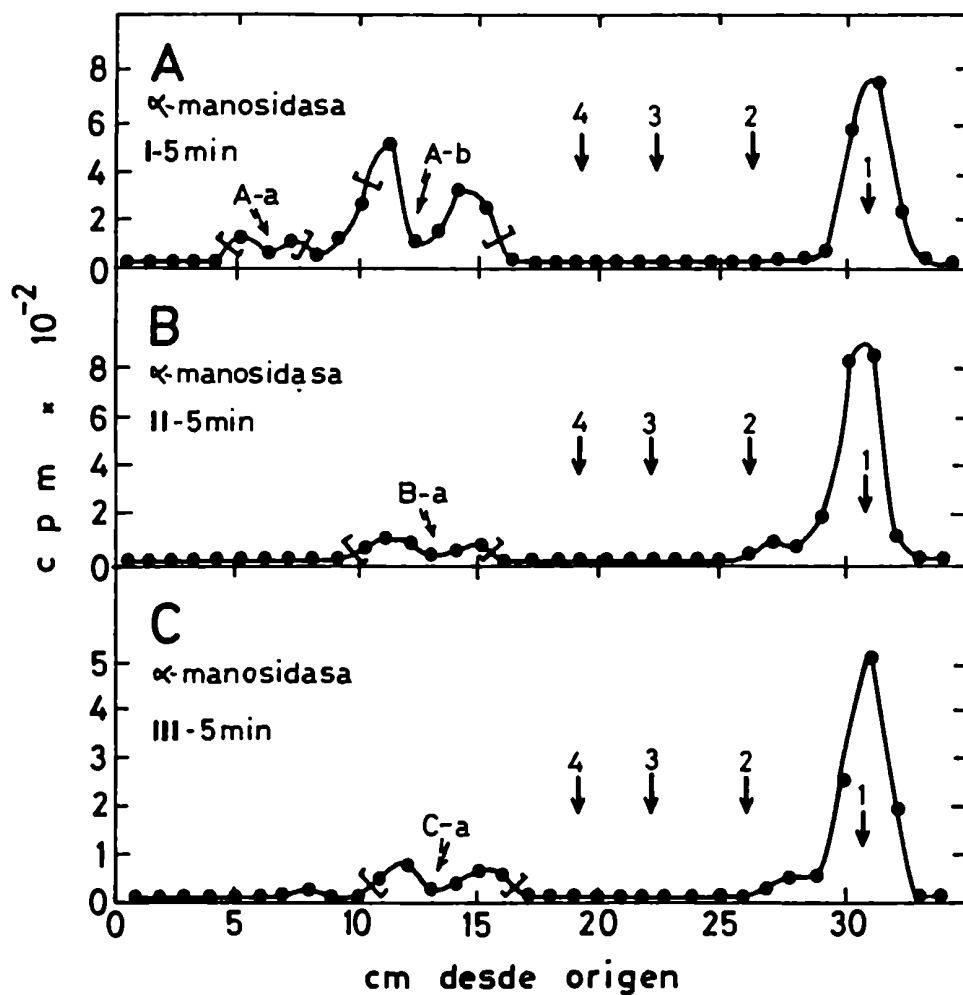 A
α-manosidasa
I-5min
A-a
A-b
4
3
2
1
8
6
4
2
0
B
α-manosidasa
II-5min
B-a
4
3
2
1
8
6
4
2
0
C
α-manosidasa
III-5min
C-a
4
3
2
1
5
4
3
2
1
0
cpm × 10⁻²
0 5 10 15 20 25 30
cm desde origen